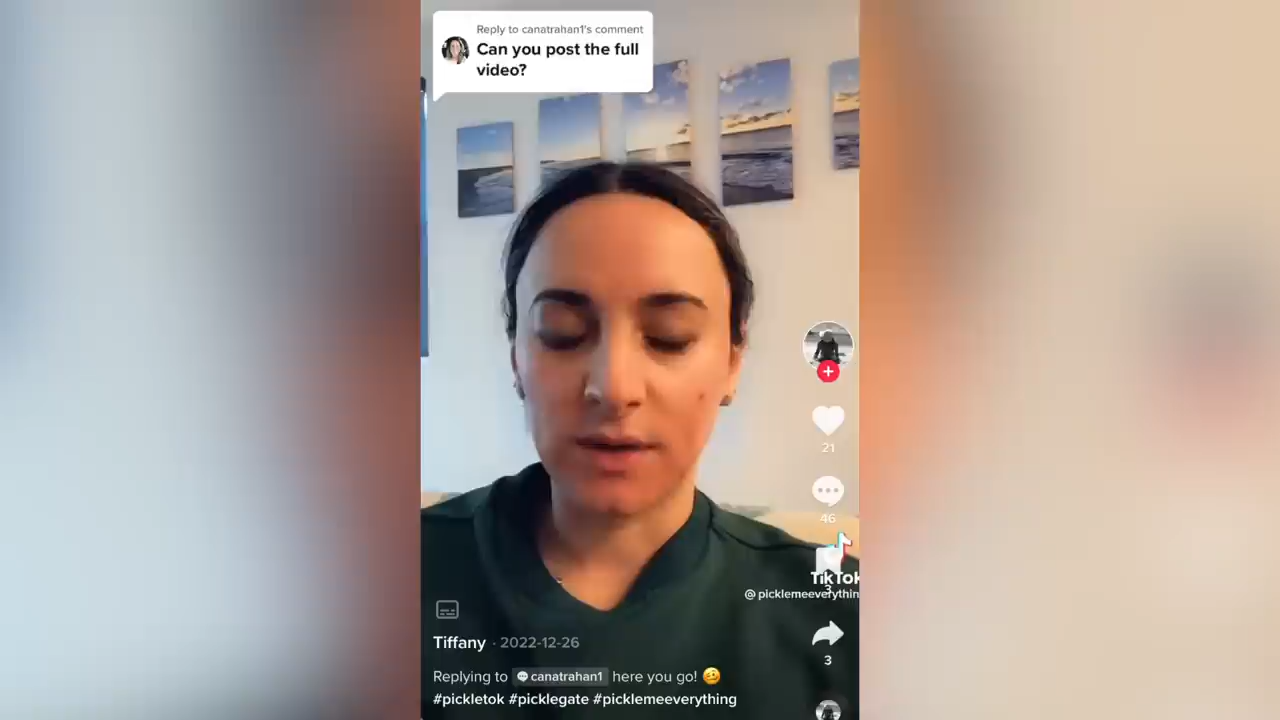 Reply to canatrahan1's comment
Can you post the full
video?
21
46
TikTok
3
@picklemeeverythin
3
Tiffany · 2022-12-26
Replying to canatrahan1 here you go! 🥴
#pickletok #picklegate #picklemeeverything